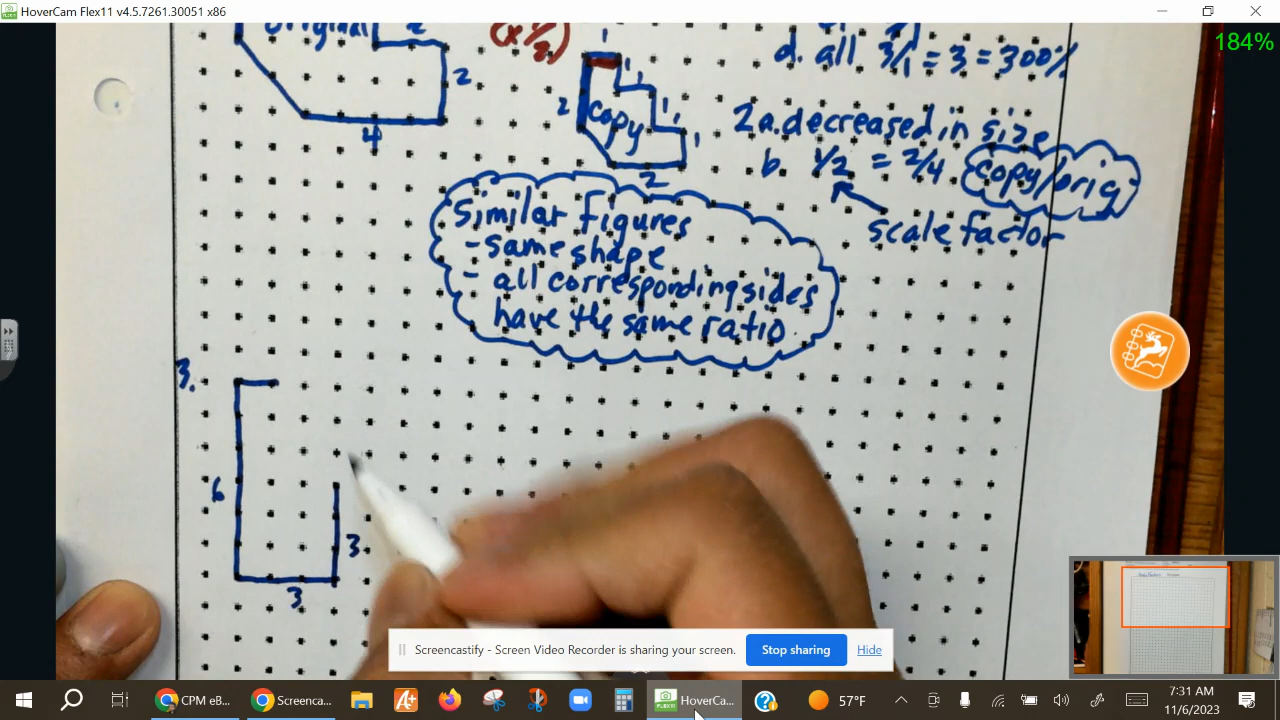 HoverCam Flex11 v4.5.7261.30051 x86
184%
Original
2
2
4
(x 1/2)
1
1
1
1
1
2
Copy
2
d. all 3/1 = 3 = 300%
2a. decreased in size
b. 1/2 = 2/4 copy/orig
scale factor
Similar figures
- same shape
- all corresponding sides
have the same ratio.
3.
6
3
3
Screencastify - Screen Video Recorder is sharing your screen.
Stop sharing
Hide
CPM eB...
Screenca...
HoverCa...
57°F
7:31 AM
11/6/2023